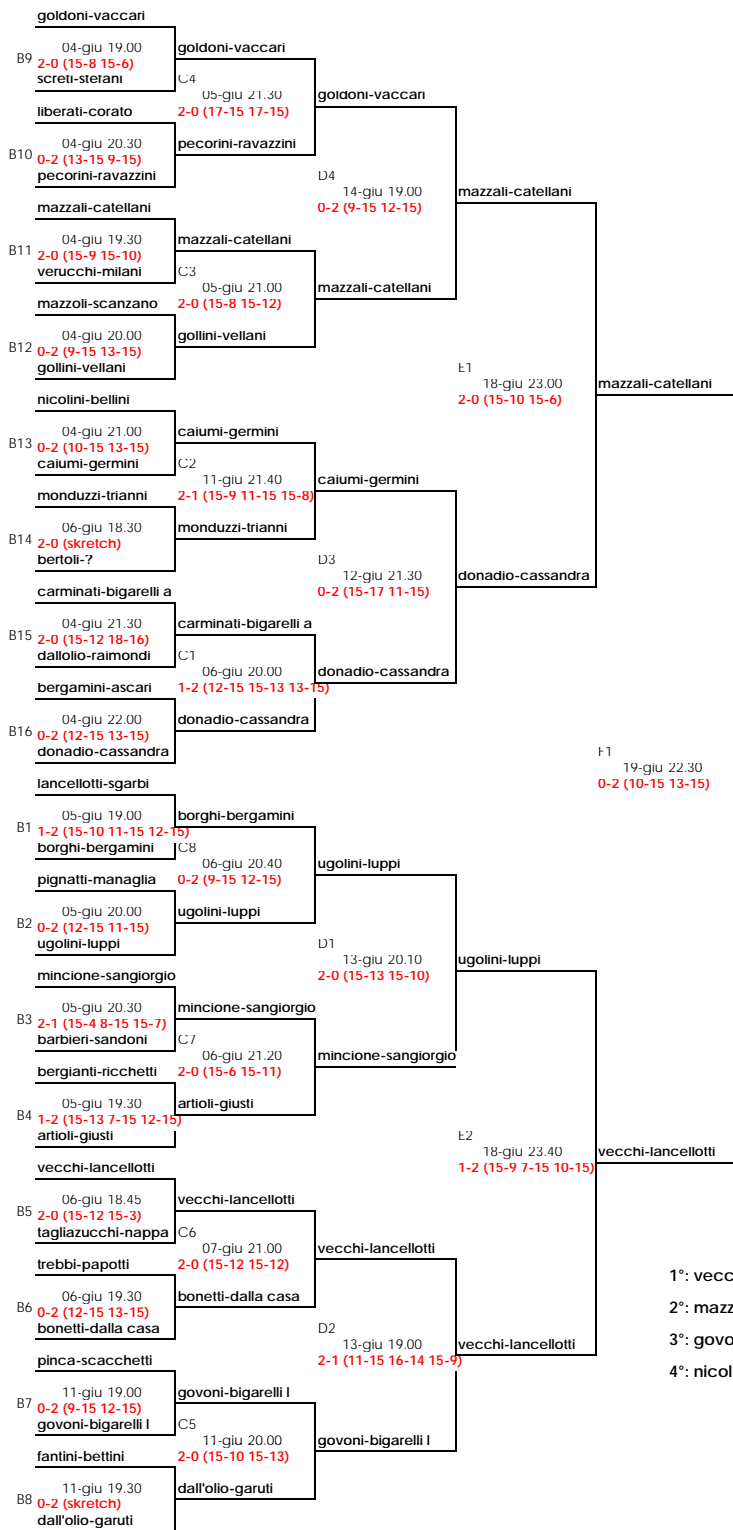 goldoni-vaccari
B9
04-giu 19.00
2-0 (15-8 15-6)
screti-stefani
goldoni-vaccari
C4
05-giu 21.30
2-0 (17-15 17-15)
goldoni-vaccari
liberati-corato
B10
04-giu 20.30
0-2 (13-15 9-15)
pecorini-ravazzini
pecorini-ravazzini
D4
14-giu 19.00
0-2 (9-15 12-15)
mazzali-catellani
mazzali-catellani
B11
04-giu 19.30
2-0 (15-9 15-10)
verucchi-milani
mazzali-catellani
C3
05-giu 21.00
2-0 (15-8 15-12)
mazzali-catellani
mazzoli-scanzano
B12
04-giu 20.00
0-2 (9-15 13-15)
gollini-vellani
gollini-vellani
E1
18-giu 23.00
2-0 (15-10 15-6)
mazzali-catellani
nicolini-bellini
B13
04-giu 21.00
0-2 (10-15 13-15)
caiumi-germini
caiumi-germini
C2
11-giu 21.40
2-1 (15-9 11-15 15-8)
caiumi-germini
monduzzi-trianni
B14
06-giu 18.30
2-0 (skretch)
bertoli-?
monduzzi-trianni
D3
12-giu 21.30
0-2 (15-17 11-15)
donadio-cassandra
carminati-bigarelli a
B15
04-giu 21.30
2-0 (15-12 18-16)
dallolio-raimondi
carminati-bigarelli a
C1
06-giu 20.00
1-2 (12-15 15-13 13-15)
donadio-cassandra
bergamini-ascari
B16
04-giu 22.00
0-2 (12-15 13-15)
donadio-cassandra
donadio-cassandra
F1
19-giu 22.30
0-2 (10-15 13-15)
lancellotti-sgarbi
B1
05-giu 19.00
1-2 (15-10 11-15 12-15)
borghi-bergamini
borghi-bergamini
C8
06-giu 20.40
0-2 (9-15 12-15)
ugolini-luppi
pignatti-managlia
B2
05-giu 20.00
0-2 (12-15 11-15)
ugolini-luppi
ugolini-luppi
D1
13-giu 20.10
2-0 (15-13 15-10)
ugolini-luppi
mincione-sangiorgio
B3
05-giu 20.30
2-1 (15-4 8-15 15-7)
barbieri-sandoni
mincione-sangiorgio
C7
06-giu 21.20
2-0 (15-6 15-11)
mincione-sangiorgio
bergianti-ricchetti
B4
05-giu 19.30
1-2 (15-13 7-15 12-15)
artioli-giusti
artioli-giusti
E2
18-giu 23.40
1-2 (15-9 7-15 10-15)
vecchi-lancellotti
vecchi-lancellotti
B5
06-giu 18.45
2-0 (15-12 15-3)
tagliazucchi-nappa
vecchi-lancellotti
C6
07-giu 21.00
2-0 (15-12 15-12)
vecchi-lancellotti
trebbi-papotti
B6
06-giu 19.30
0-2 (12-15 13-15)
bonetti-dalla casa
bonetti-dalla casa
D2
13-giu 19.00
2-1 (11-15 16-14 15-9)
vecchi-lancellotti
pinca-scacchetti
B7
11-giu 19.00
0-2 (9-15 12-15)
govoni-bigarelli l
govoni-bigarelli l
C5
11-giu 20.00
2-0 (15-10 15-13)
govoni-bigarelli l
fantini-bettini
B8
11-giu 19.30
0-2 (skretch)
dall'olio-garuti
dall'olio-garuti
1°: vecc
2°: mazz
3°: govo
4°: nicol